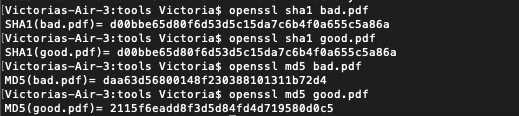 [Victorias-Air-3:tools Victoria$ openssl sha1 bad.pdf
SHA1(bad.pdf)= d00bbe65d80f6d53d5c15da7c6b4f0a655c5a86a
[Victorias-Air-3:tools Victoria$ openssl sha1 good.pdf
SHA1(good.pdf)= d00bbe65d80f6d53d5c15da7c6b4f0a655c5a86a
[Victorias-Air-3:tools Victoria$ openssl md5 bad.pdf
MD5(bad.pdf)= daa63d56800148f230388101311b72d4
[Victorias-Air-3:tools Victoria$ openssl md5 good.pdf
MD5(good.pdf)= 2115f6eadd8f3d5d84fd4d719580d0c5